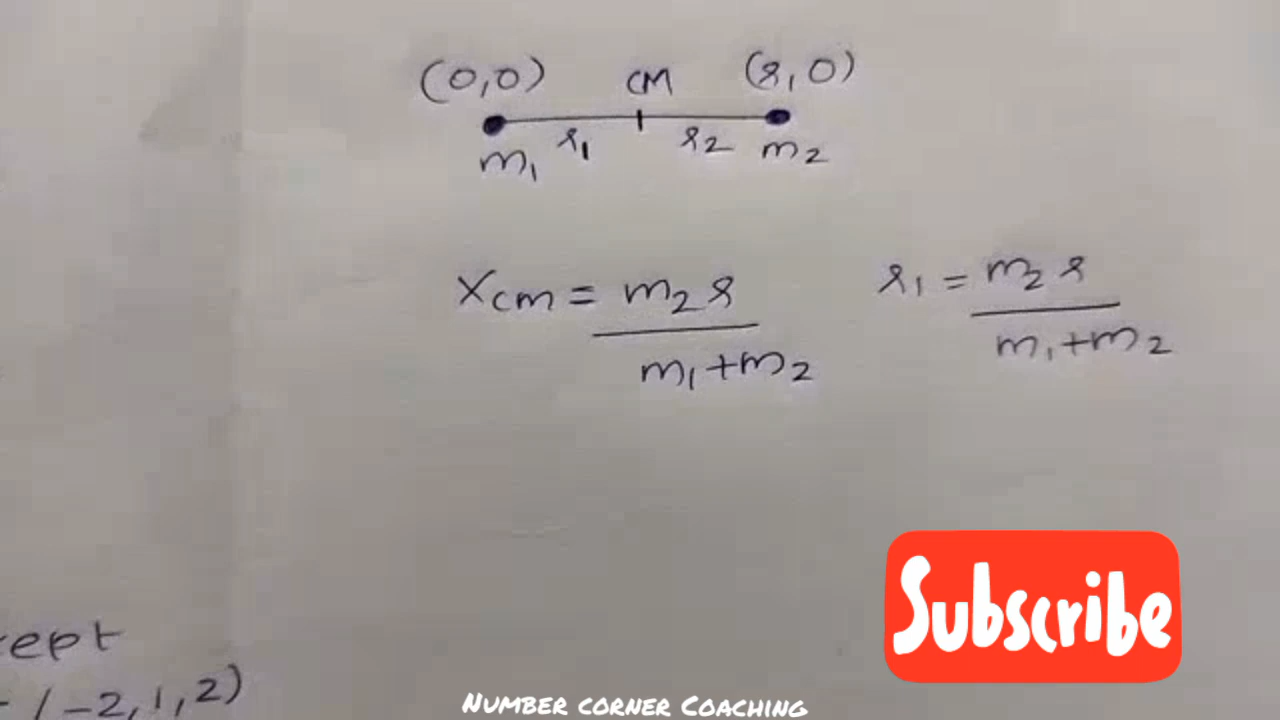 (0,0) CM (r,0)
m₁ r₁ r₂ m₂
Xcm = m₂ r / m₁+m₂
r₁ = m₂ r / m₁+m₂
Subscribe
(-2,1,2)
NUMBER CORNER COACHING